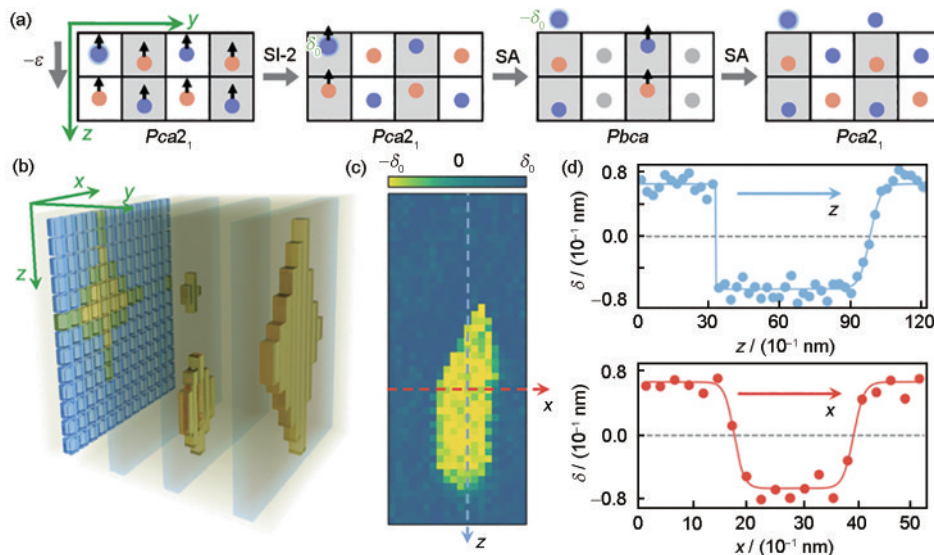 (a)
y
−ε
z
SI-2
δ₀
SA
−δ₀
SA
Pca2₁
Pca2₁
Pbca
Pca2₁
(b)
x
y
z
(c)
−δ₀ 0 δ₀
x
z
(d)
0.8
0.0
−0.8
δ / (10⁻¹ nm)
z
0 30 60 90 120
z / (10⁻¹ nm)
0.8
0.0
−0.8
δ / (10⁻¹ nm)
x
0 10 20 30 40 50
x / (10⁻¹ nm)